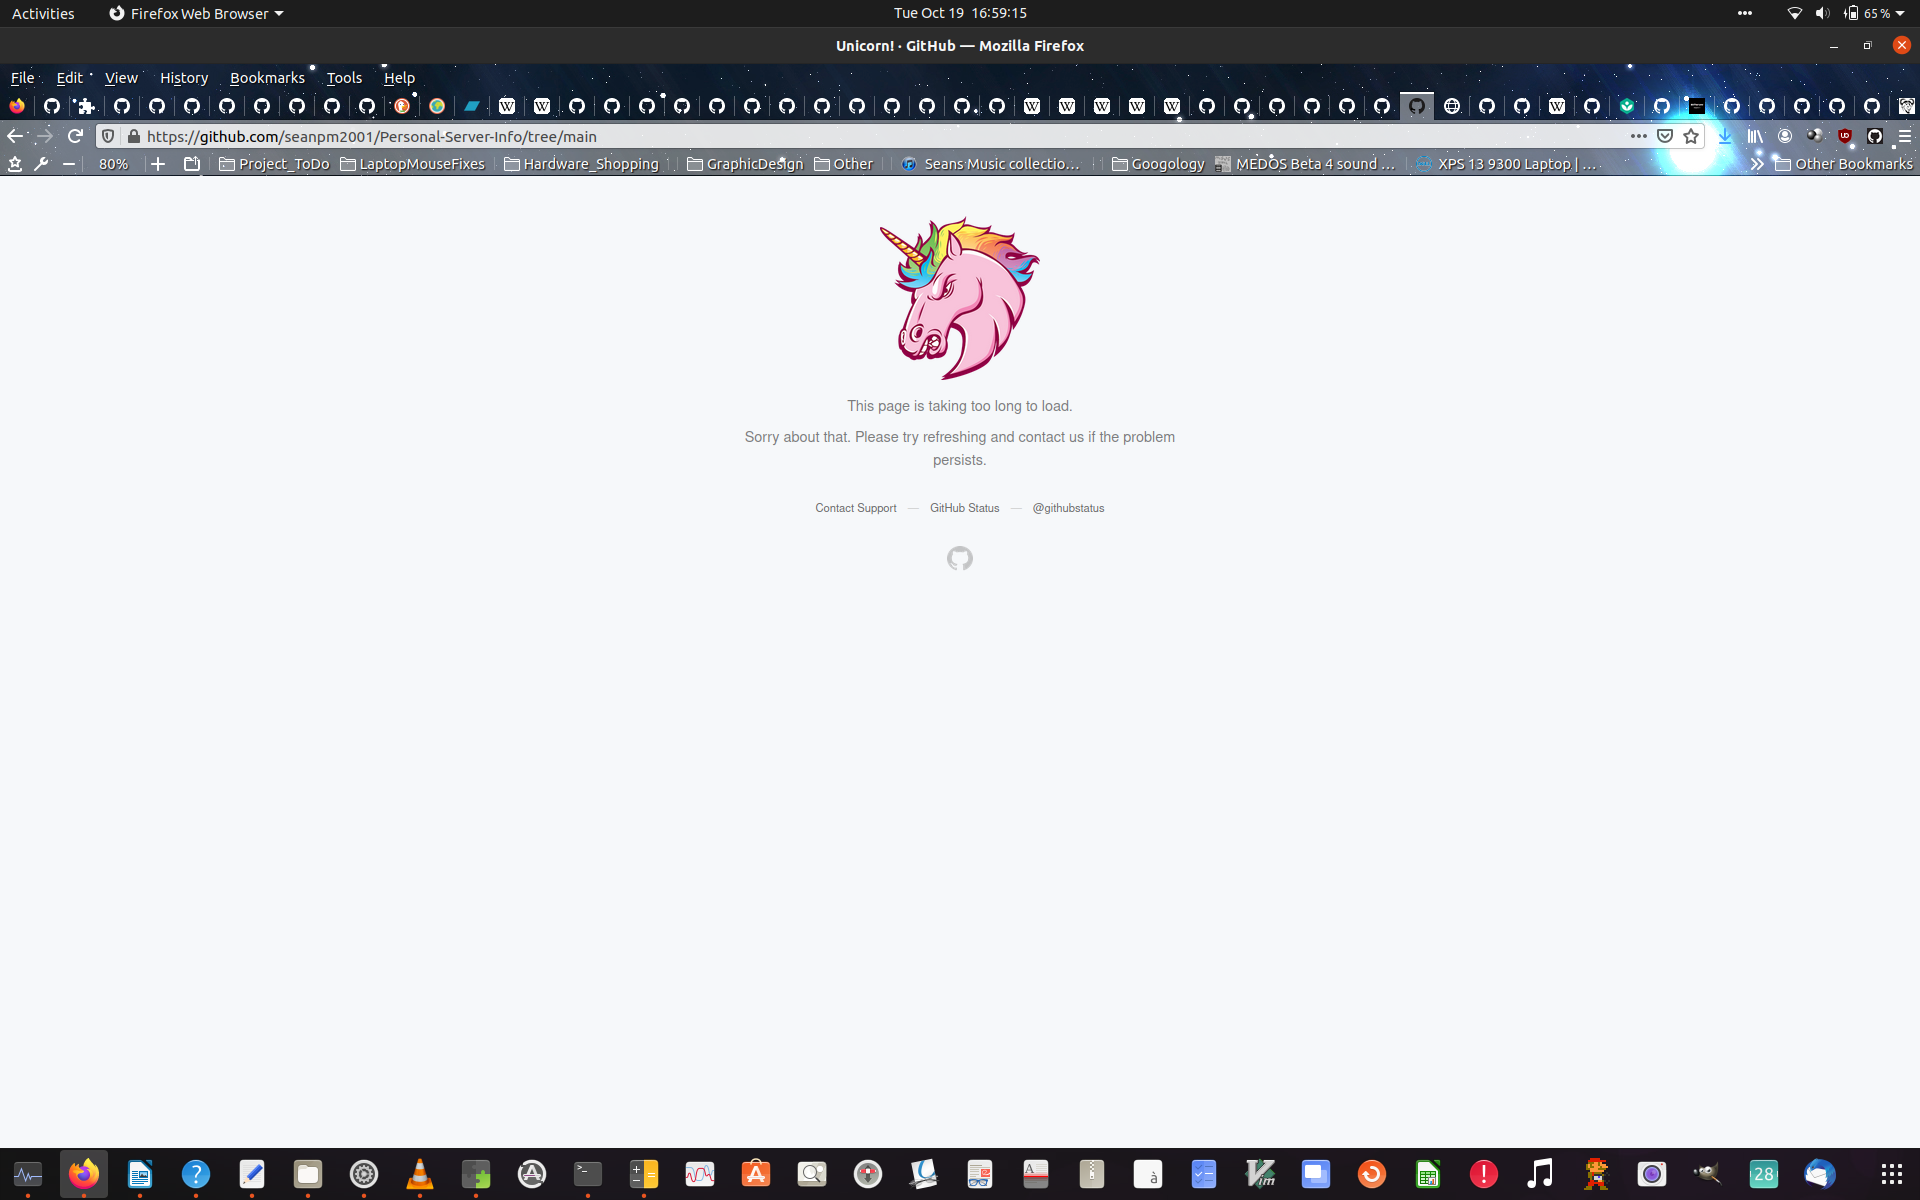 Activities Firefox Web Browser Tue Oct 19 16:59:15 65 %
Unicorn! · GitHub — Mozilla Firefox
File Edit View History Bookmarks Tools Help
https://github.com/seanpm2001/Personal-Server-Info/tree/main
80% Project_ToDo LaptopMouseFixes Hardware_Shopping GraphicDesign Other Seans Music collectio... Googology MEDOS Beta 4 sound ... XPS 13 9300 Laptop | ... Other Bookmarks
This page is taking too long to load.
Sorry about that. Please try refreshing and contact us if the problem
persists.
Contact Support — GitHub Status — @githubstatus
28